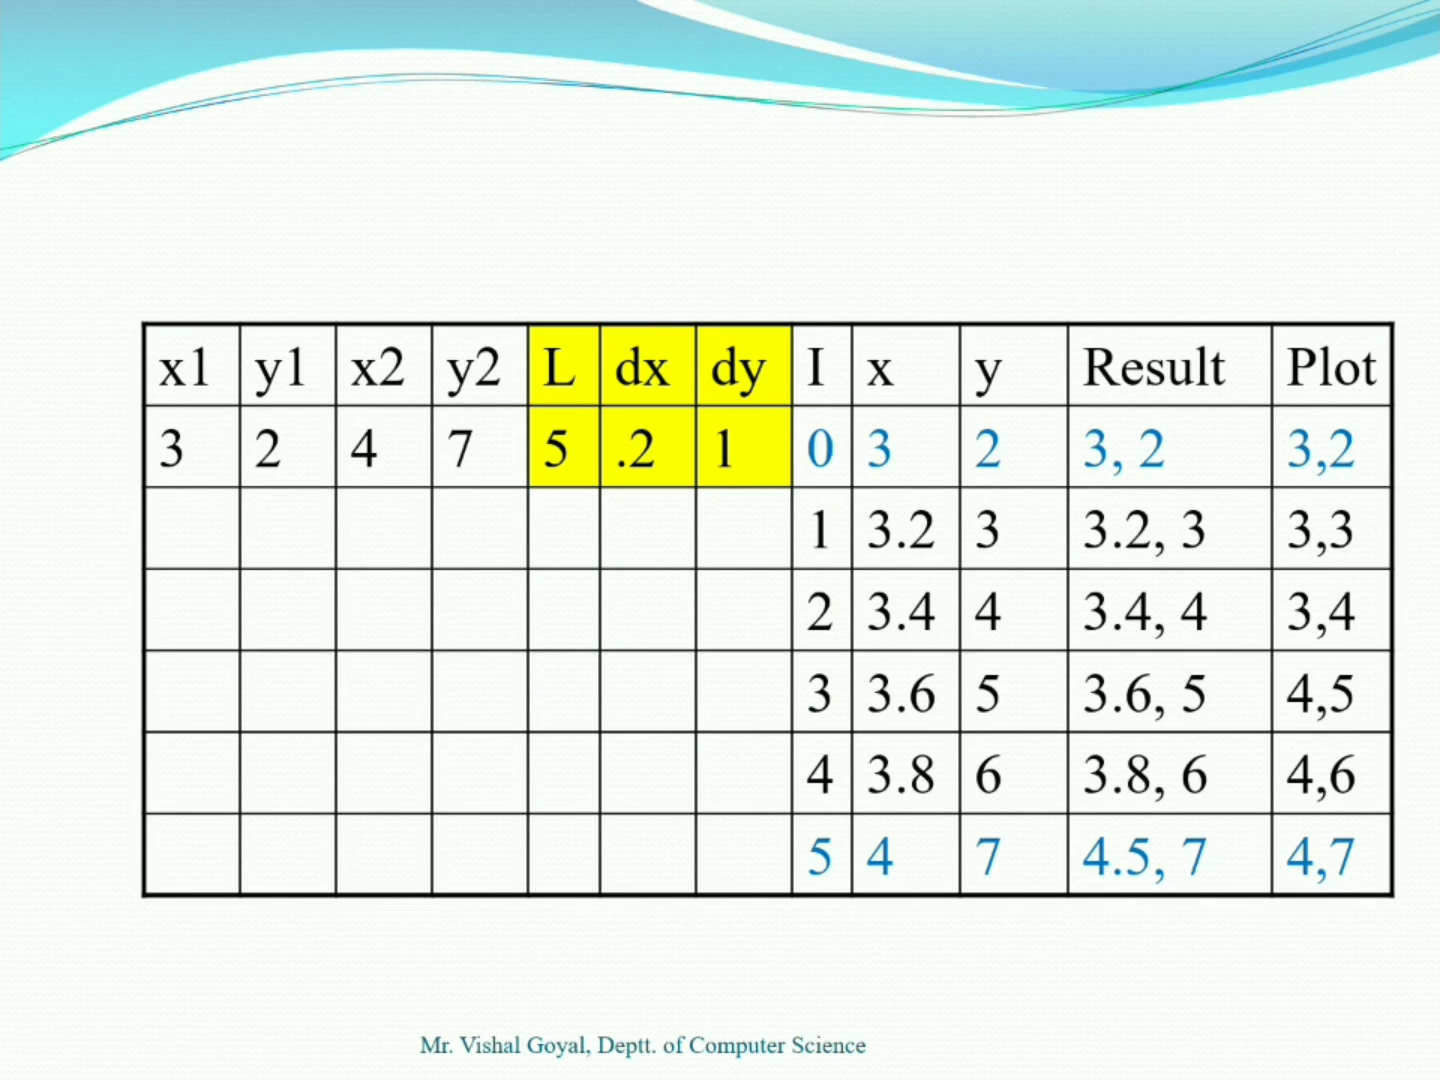 x1 y1 x2 y2 L dx dy I x y Result Plot
3 2 4 7 5 .2 1 0 3 2 3, 2 3,2
1 3.2 3 3.2, 3 3,3
2 3.4 4 3.4, 4 3,4
3 3.6 5 3.6, 5 4,5
4 3.8 6 3.8, 6 4,6
5 4 7 4.5, 7 4,7
Mr. Vishal Goyal, Deptt. of Computer Science